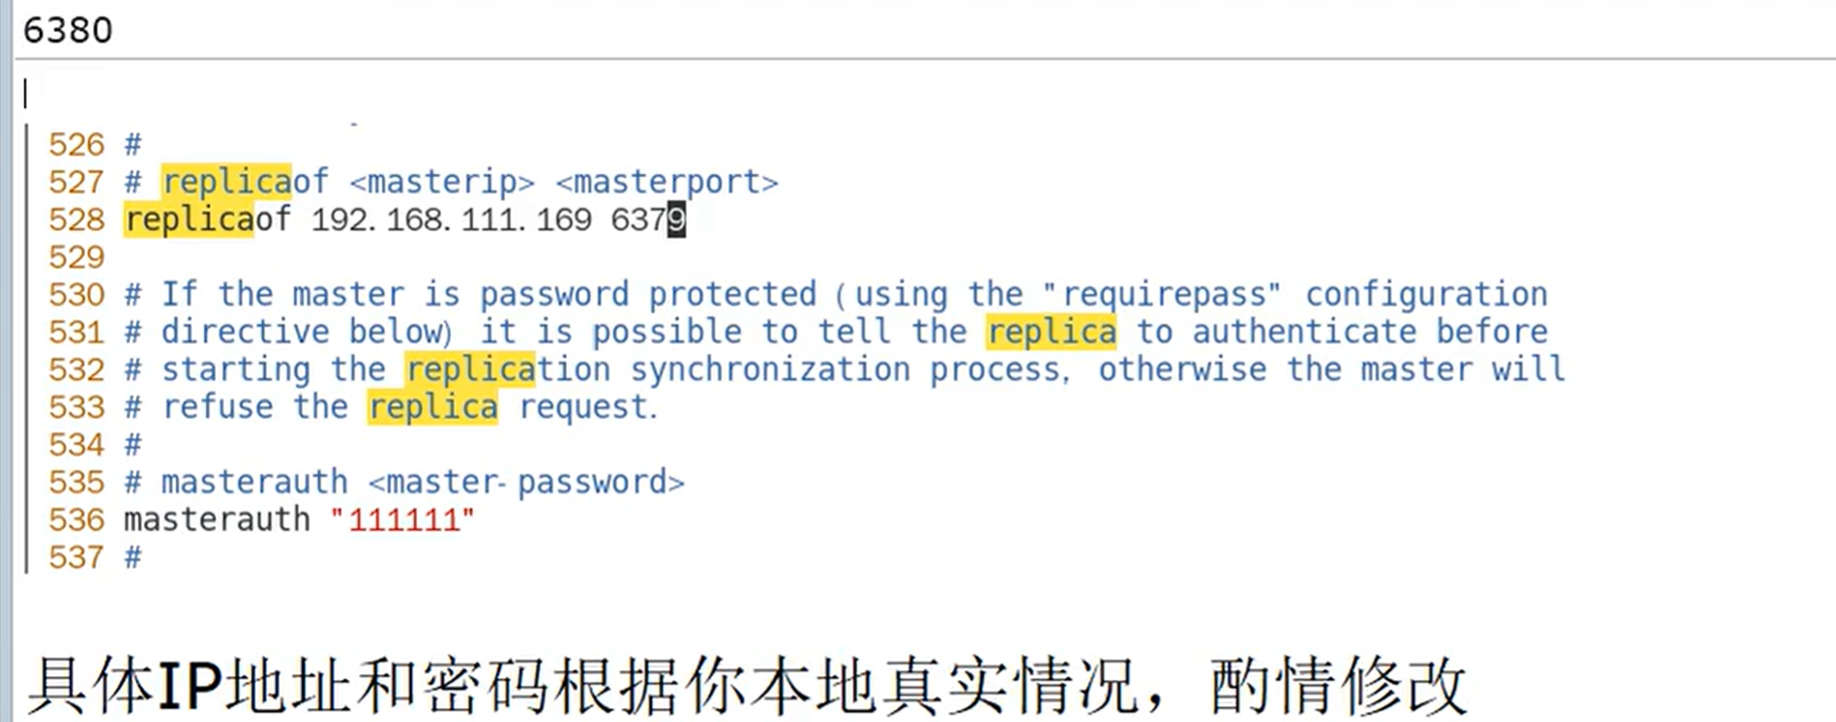 6380
526 #
527 # replicaof <masterip> <masterport>
528 replicaof 192.168.111.169 6379
529
530 # If the master is password protected (using the "requirepass" configuration
531 # directive below) it is possible to tell the replica to authenticate before
532 # starting the replication synchronization process, otherwise the master will
533 # refuse the replica request.
534 #
535 # masterauth <master-password>
536 masterauth "111111"
537 #
具体IP地址和密码根据你本地真实情况，酌情修改